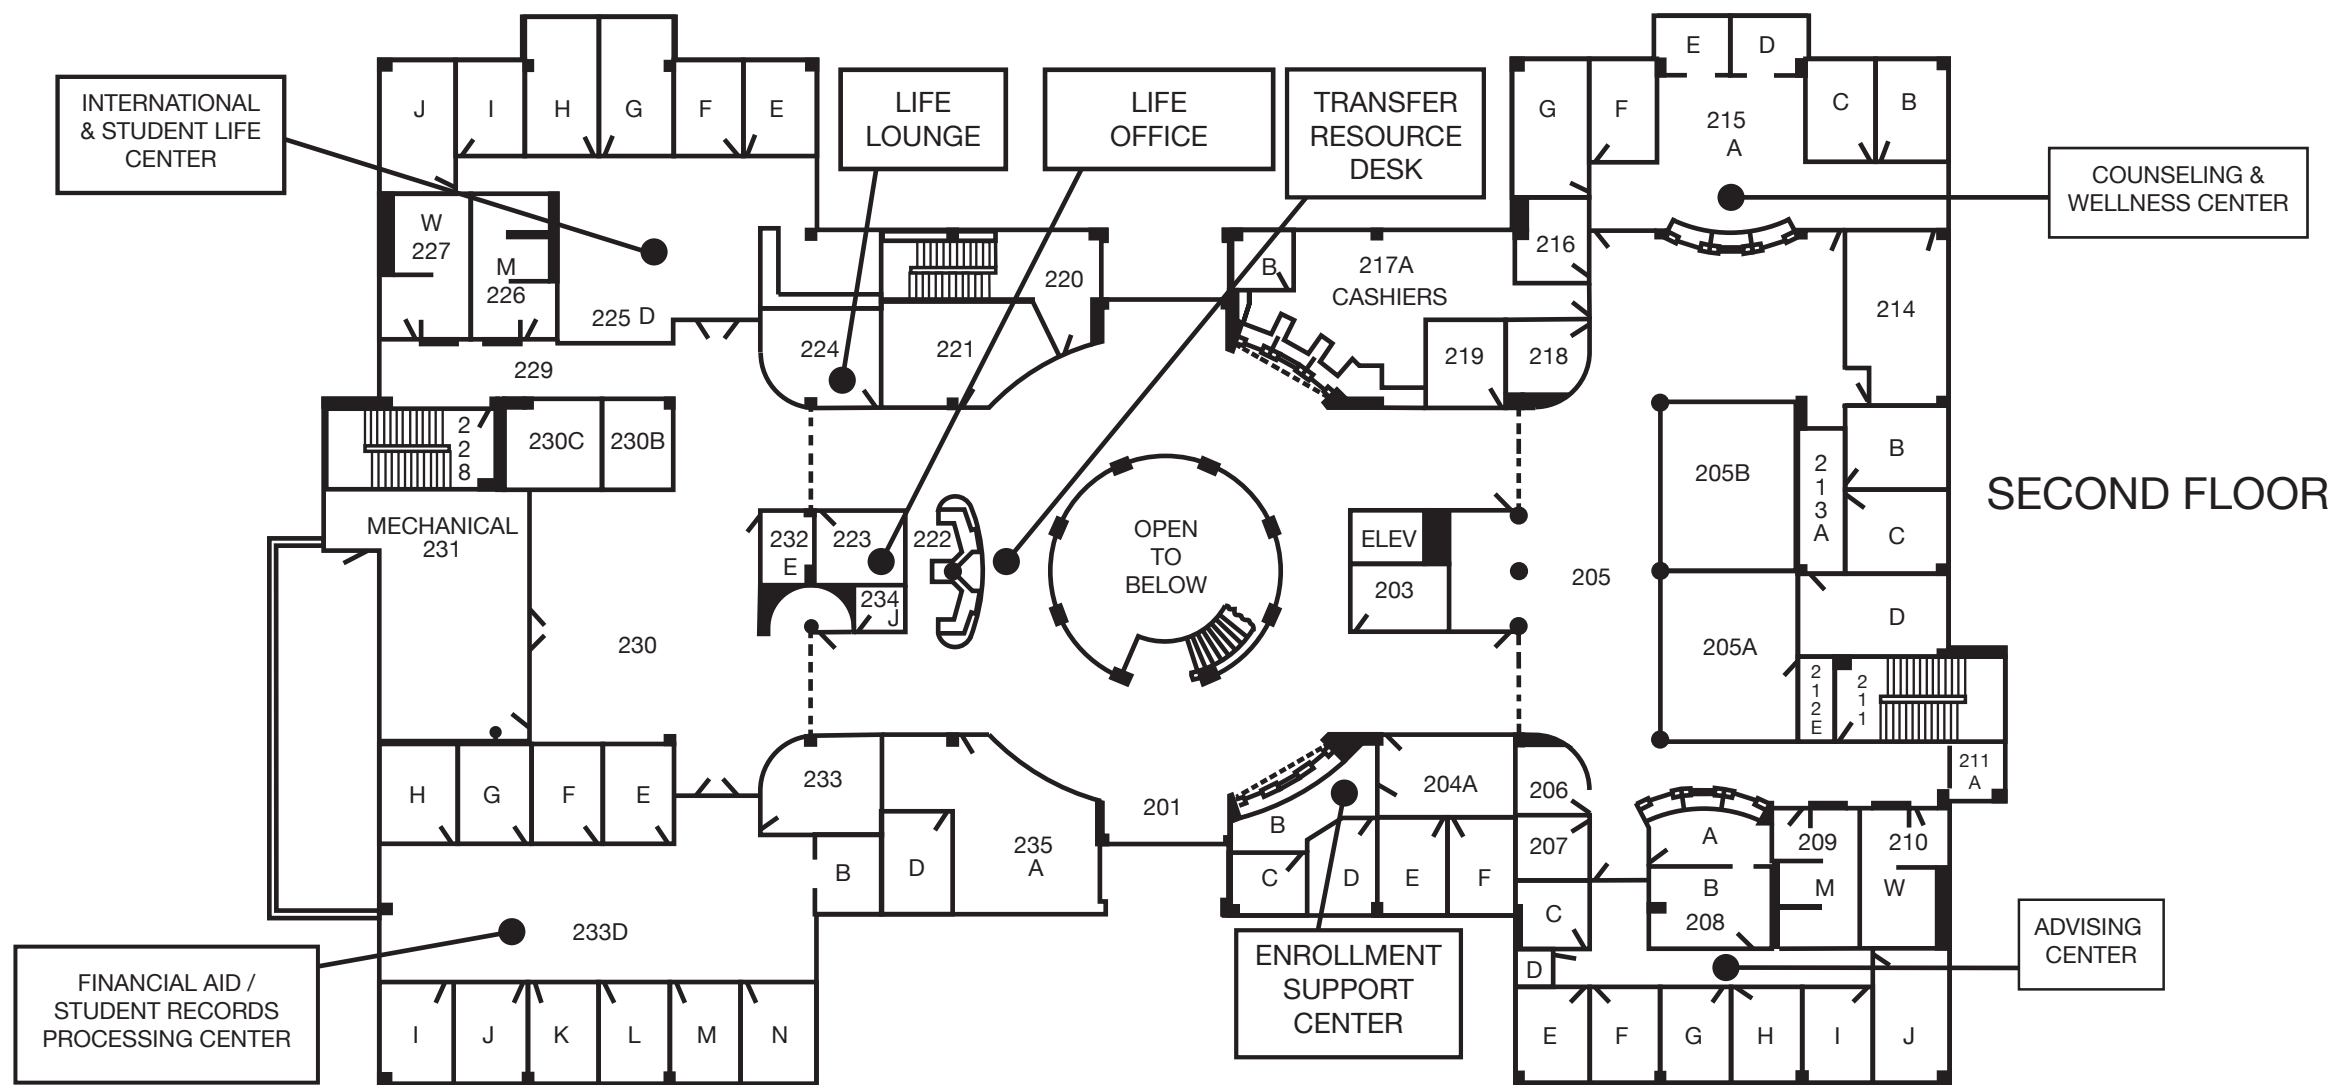 E D
J I H G F E
G F
C B
215
A
INTERNATIONAL
& STUDENT LIFE
CENTER
LIFE
LOUNGE
LIFE
OFFICE
TRANSFER
RESOURCE
DESK
COUNSELING &
WELLNESS CENTER
W
227
M
226
225 D
220
B
217A
CASHIERS
216
214
224
221
219
218
229
2
2
8
230C
230B
205B
2
1
3
A
B
C
SECOND FLOOR
MECHANICAL
231
232
E
223
222
234
J
OPEN
TO
BELOW
ELEV
203
205
D
230
205A
2
1
2
E
2
1
1
211
A
H G F E
233
201
204A
206
235
A
B
D
B
C
D
E
F
207
A
209
210
B
208
M
W
C
D
233D
FINANCIAL AID /
STUDENT RECORDS
PROCESSING CENTER
ENROLLMENT
SUPPORT
CENTER
ADVISING
CENTER
I J K L M N
E F G H I J